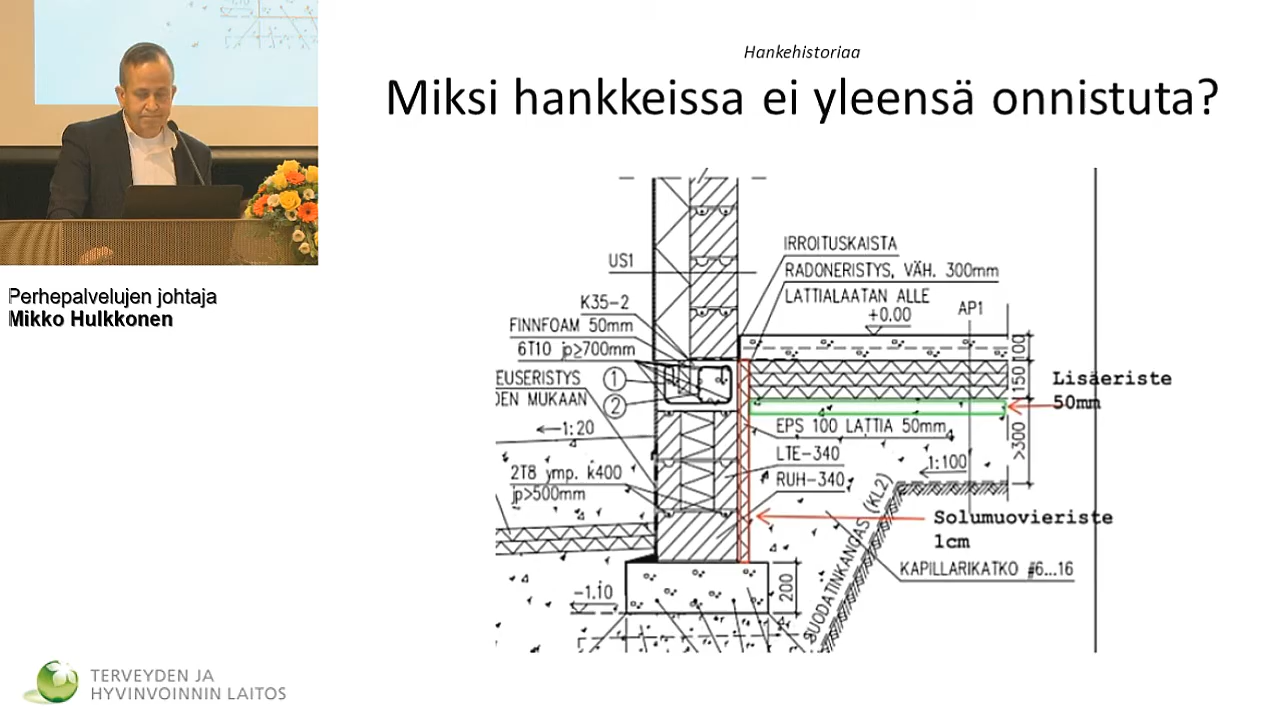 Hankehistoriaa
Miksi hankkeissa ei yleensä onnistuta?
Perhepalvelujen johtaja
Mikko Hulkkonen
IRROITUSKAISTA
RADONERISTYS, VÄH. 300mm
LATTIALAATAN ALLE
+0.00
AP1
US1
K35-2
FINNFOAM 50mm
6T10 jp≥700mm
EUSERISTYS
DEN MUKAAN
1
2
1:20
2T8 ymp. k400
jp>500mm
100
150
>300
Lisäeriste
50mm
EPS 100 LATTIA 50mm
LTE-340
RUH-340
1:100
Solumuovieriste
1cm
SUODATINKANGAS (KL2)
KAPILLARIKATKO #6...16
-1.10
200
TERVEYDEN JA
HYVINVOINNIN LAITOS